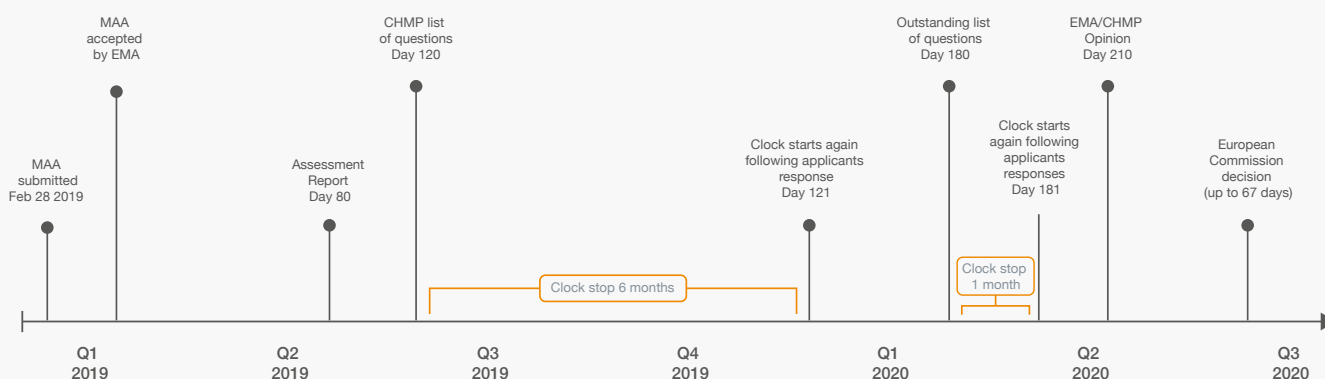 MAA
accepted
by EMA
CHMP list
of questions
Day 120
Outstanding list
of questions
Day 180
EMA/CHMP
Opinion
Day 210
MAA
submitted
Feb 28 2019
Assessment
Report
Day 80
Clock starts again
following applicants
response
Day 121
Clock starts
again following
applicants
responses
Day 181
European
Commission
decision
(up to 67 days)
Clock stop 6 months
Clock stop
1 month
Q1
2019
Q2
2019
Q3
2019
Q4
2019
Q1
2020
Q2
2020
Q3
2020